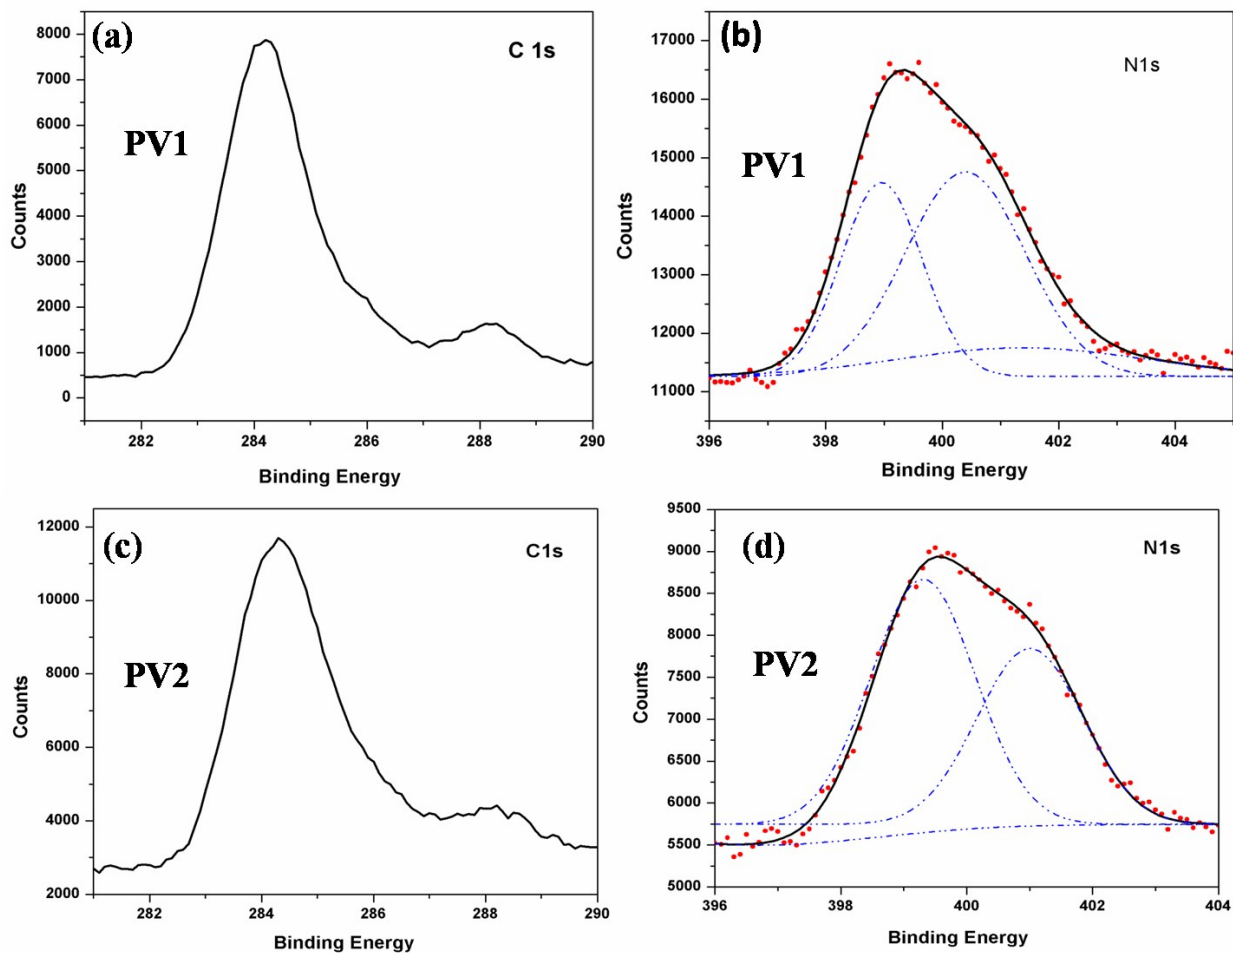 (a)
C 1s
PV1
Counts
8000
7000
6000
5000
4000
3000
2000
1000
0
282
284
286
288
290
Binding Energy
(b)
N1s
PV1
Counts
17000
16000
15000
14000
13000
12000
11000
396
398
400
402
404
Binding Energy
(c)
C1s
PV2
Counts
12000
10000
8000
6000
4000
2000
282
284
286
288
290
Binding Energy
(d)
N1s
PV2
Counts
9500
9000
8500
8000
7500
7000
6500
6000
5500
5000
396
398
400
402
404
Binding Energy